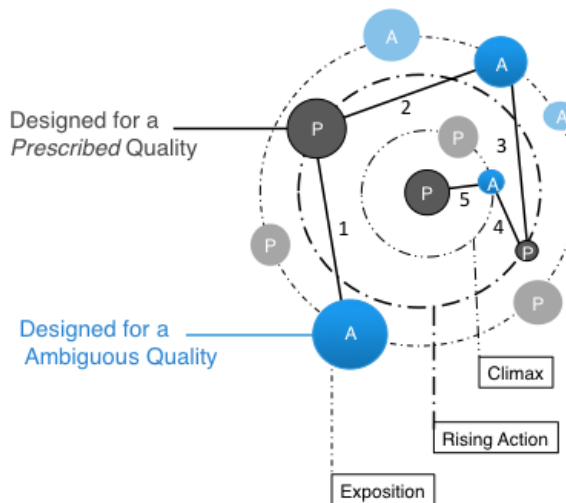 A
A
P
2
A
Designed for a
Prescribed Quality
P
3
P
A
5
1
4
P
P
P
Designed for a
Ambiguous Quality
A
Climax
Rising Action
Exposition